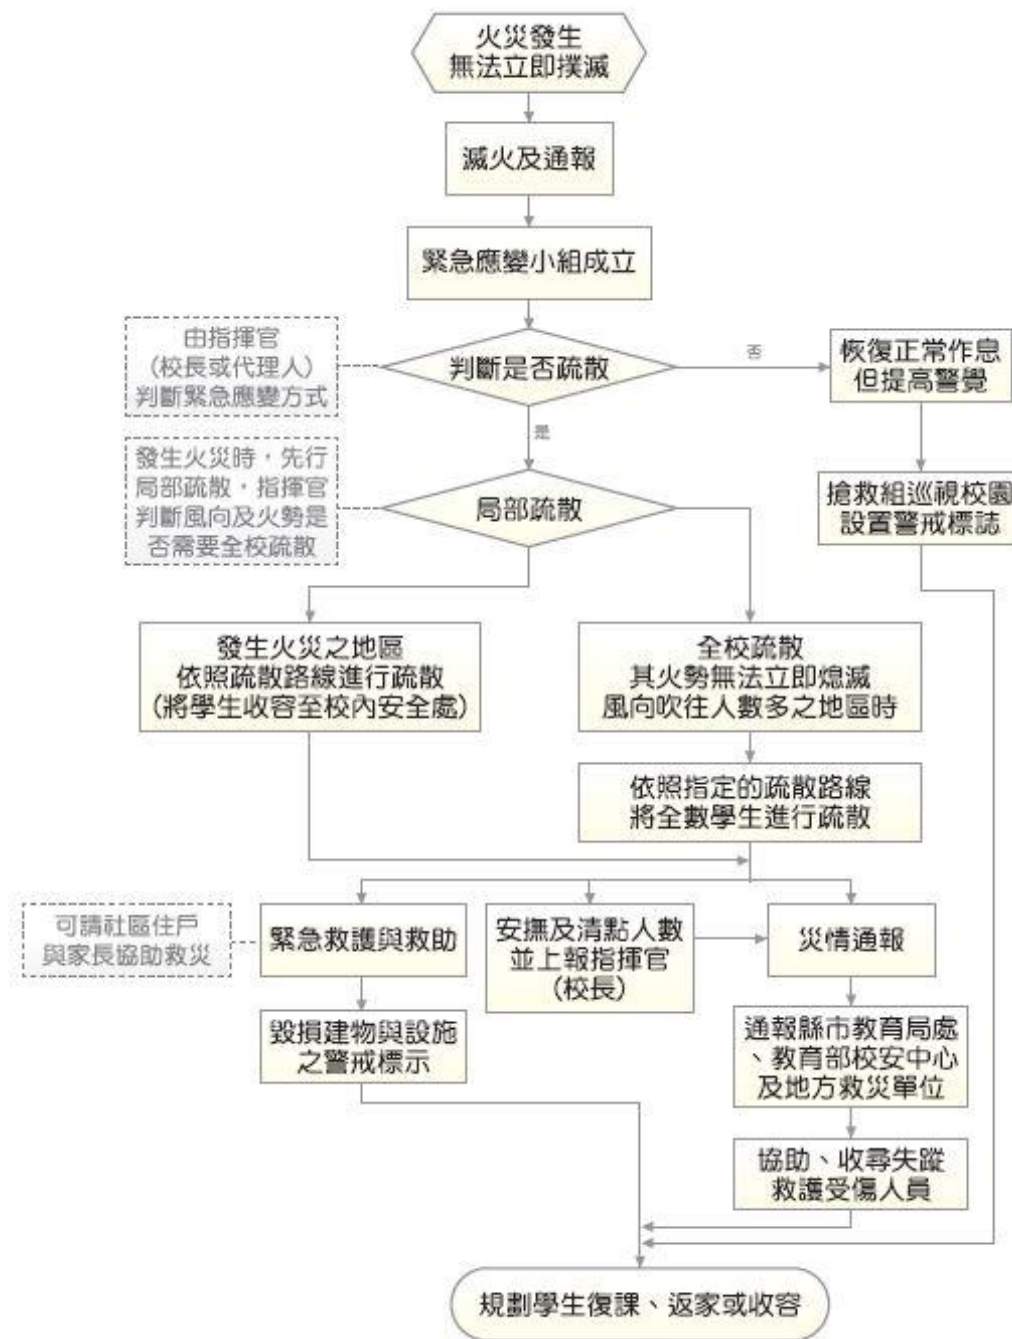 火災發生
無法立即撲滅
滅火及通報
緊急應變小組成立
由指揮官
（校長或代理人）
判斷緊急應變方式
判斷是否疏散
否
恢復正常作息
但提高警覺
是
發生火災時，先行
局部疏散，指揮官
判斷風向及火勢是
否需要全校疏散
局部疏散
搶救組巡視校園
設置警戒標誌
發生火災之地區
依照疏散路線進行疏散
（將學生收容至校內安全處）
全校疏散
其火勢無法立即熄滅
風向吹往人數多之地區時
依照指定的疏散路線
將全數學生進行疏散
可請社區住戶
與家長協助救災
緊急救護與救助
安撫及清點人數
並上報指揮官
（校長）
災情通報
毀損建物與設施
之警戒標示
通報縣市教育局處
、教育部校安中心
及地方救災單位
協助、收尋失蹤
救護受傷人員
規劃學生復課、返家或收容